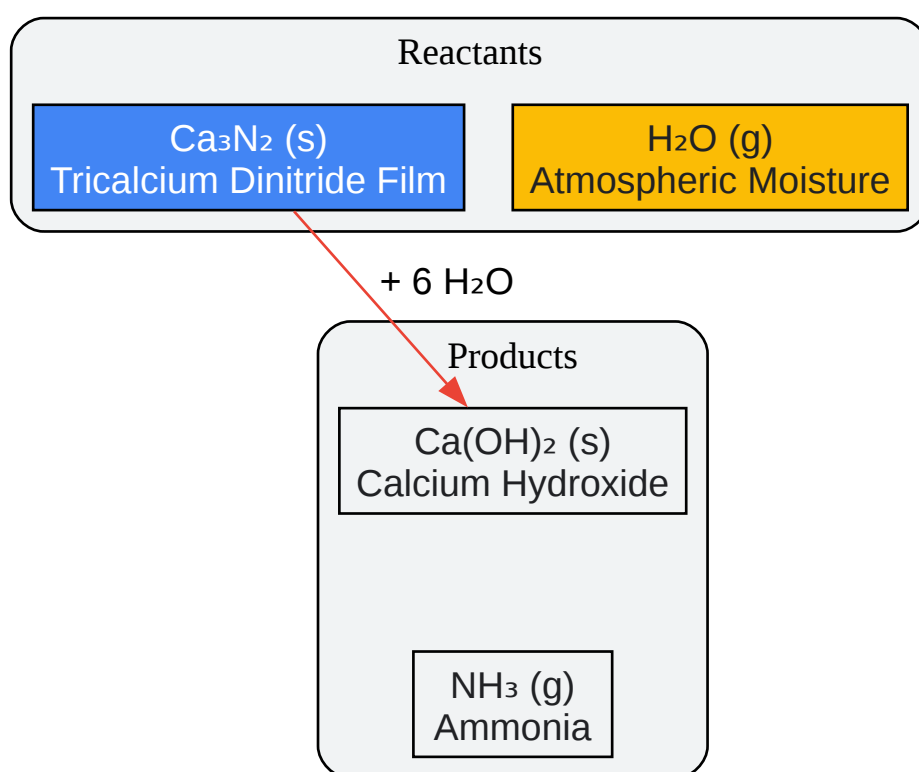 Reactants
Ca₃N₂ (s)
Tricalcium Dinitride Film
H₂O (g)
Atmospheric Moisture
+ 6 H₂O
Products
Ca(OH)₂ (s)
Calcium Hydroxide
NH₃ (g)
Ammonia